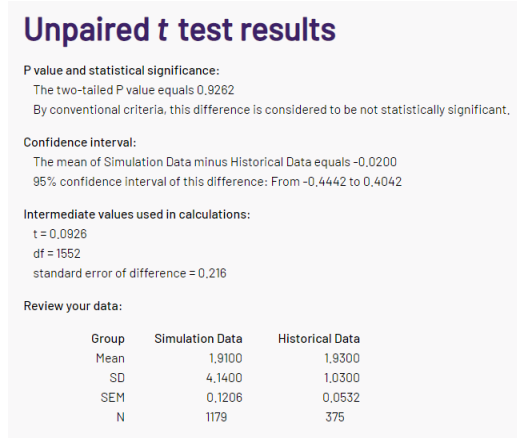 Unpaired t test results
P value and statistical significance:
The two-tailed P value equals 0.9262
By conventional criteria, this difference is considered to be not statistically significant.
Confidence interval:
The mean of Simulation Data minus Historical Data equals -0.0200
95% confidence interval of this difference: From -0.4442 to 0.4042
Intermediate values used in calculations:
t = 0.0926
df = 1552
standard error of difference = 0.216
Review your data:
Group Simulation Data Historical Data
Mean 1.9100 1.9300
SD 4.1400 1.0300
SEM 0.1206 0.0532
N 1179 375